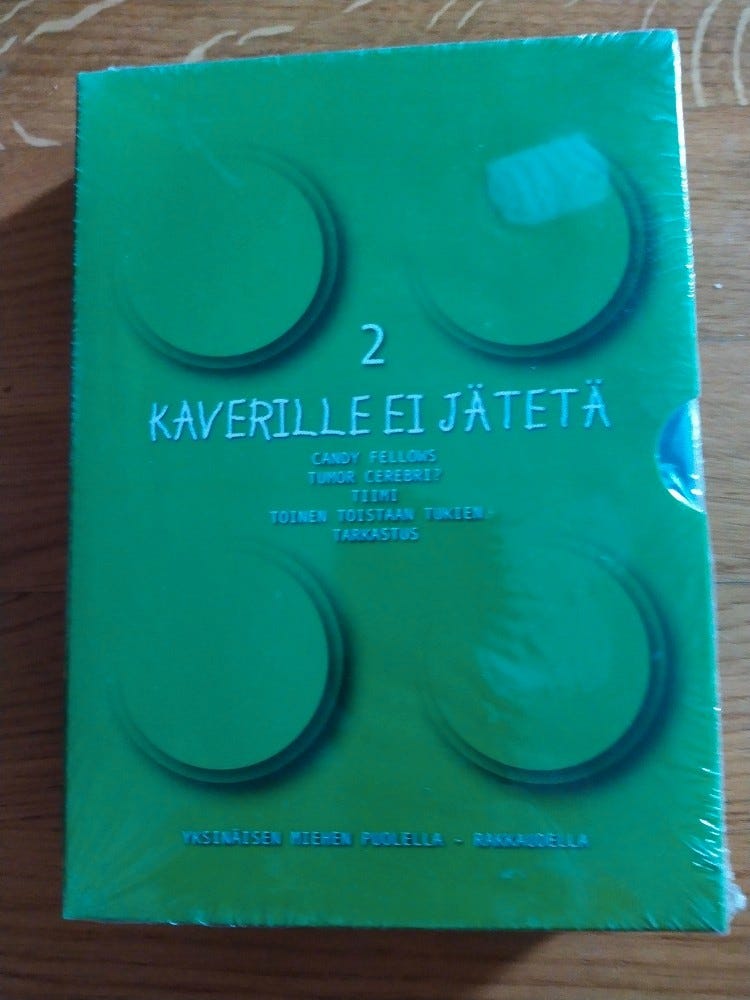 2
KAVERILLE EI JÄTETÄ
CANDY FELLOWS
TUMOR CEREBRI?
TIIMI
TOINEN TOISTAAN TUKIEN-
TARKASTUS
YKSINÄISEN MIEHEN PUOLELLA - RAKKAUDELLA